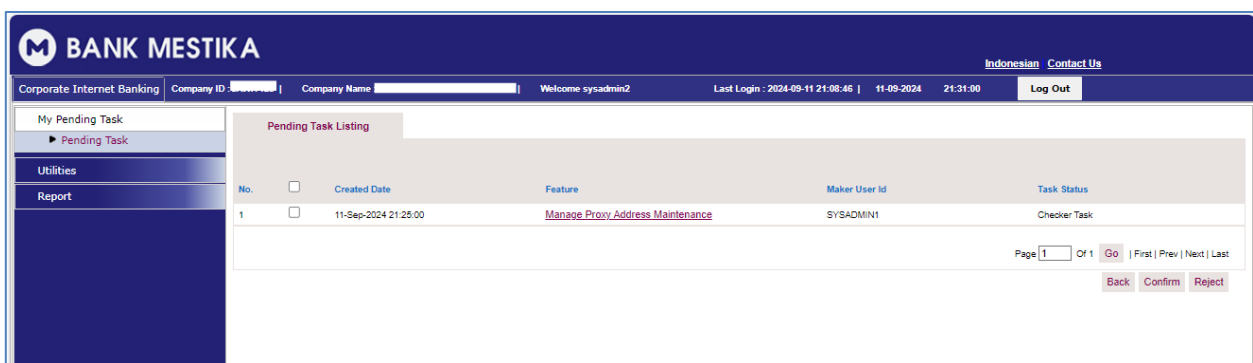 BANK MESTIKA
Indonesian Contact Us
Corporate Internet Banking Company ID : | Company Name | Welcome sysadmin2 Last Login : 2024-09-11 21:08:46 | 11-09-2024 21:31:00 Log Out
My Pending Task
Pending Task
Utilities
Report
Pending Task Listing
No. Created Date Feature Maker User Id Task Status
1 11-Sep-2024 21:25:00 Manage Proxy Address Maintenance SYSADMIN1 Checker Task
Page 1 Of 1 Go | First | Prev | Next | Last
Back Confirm Reject